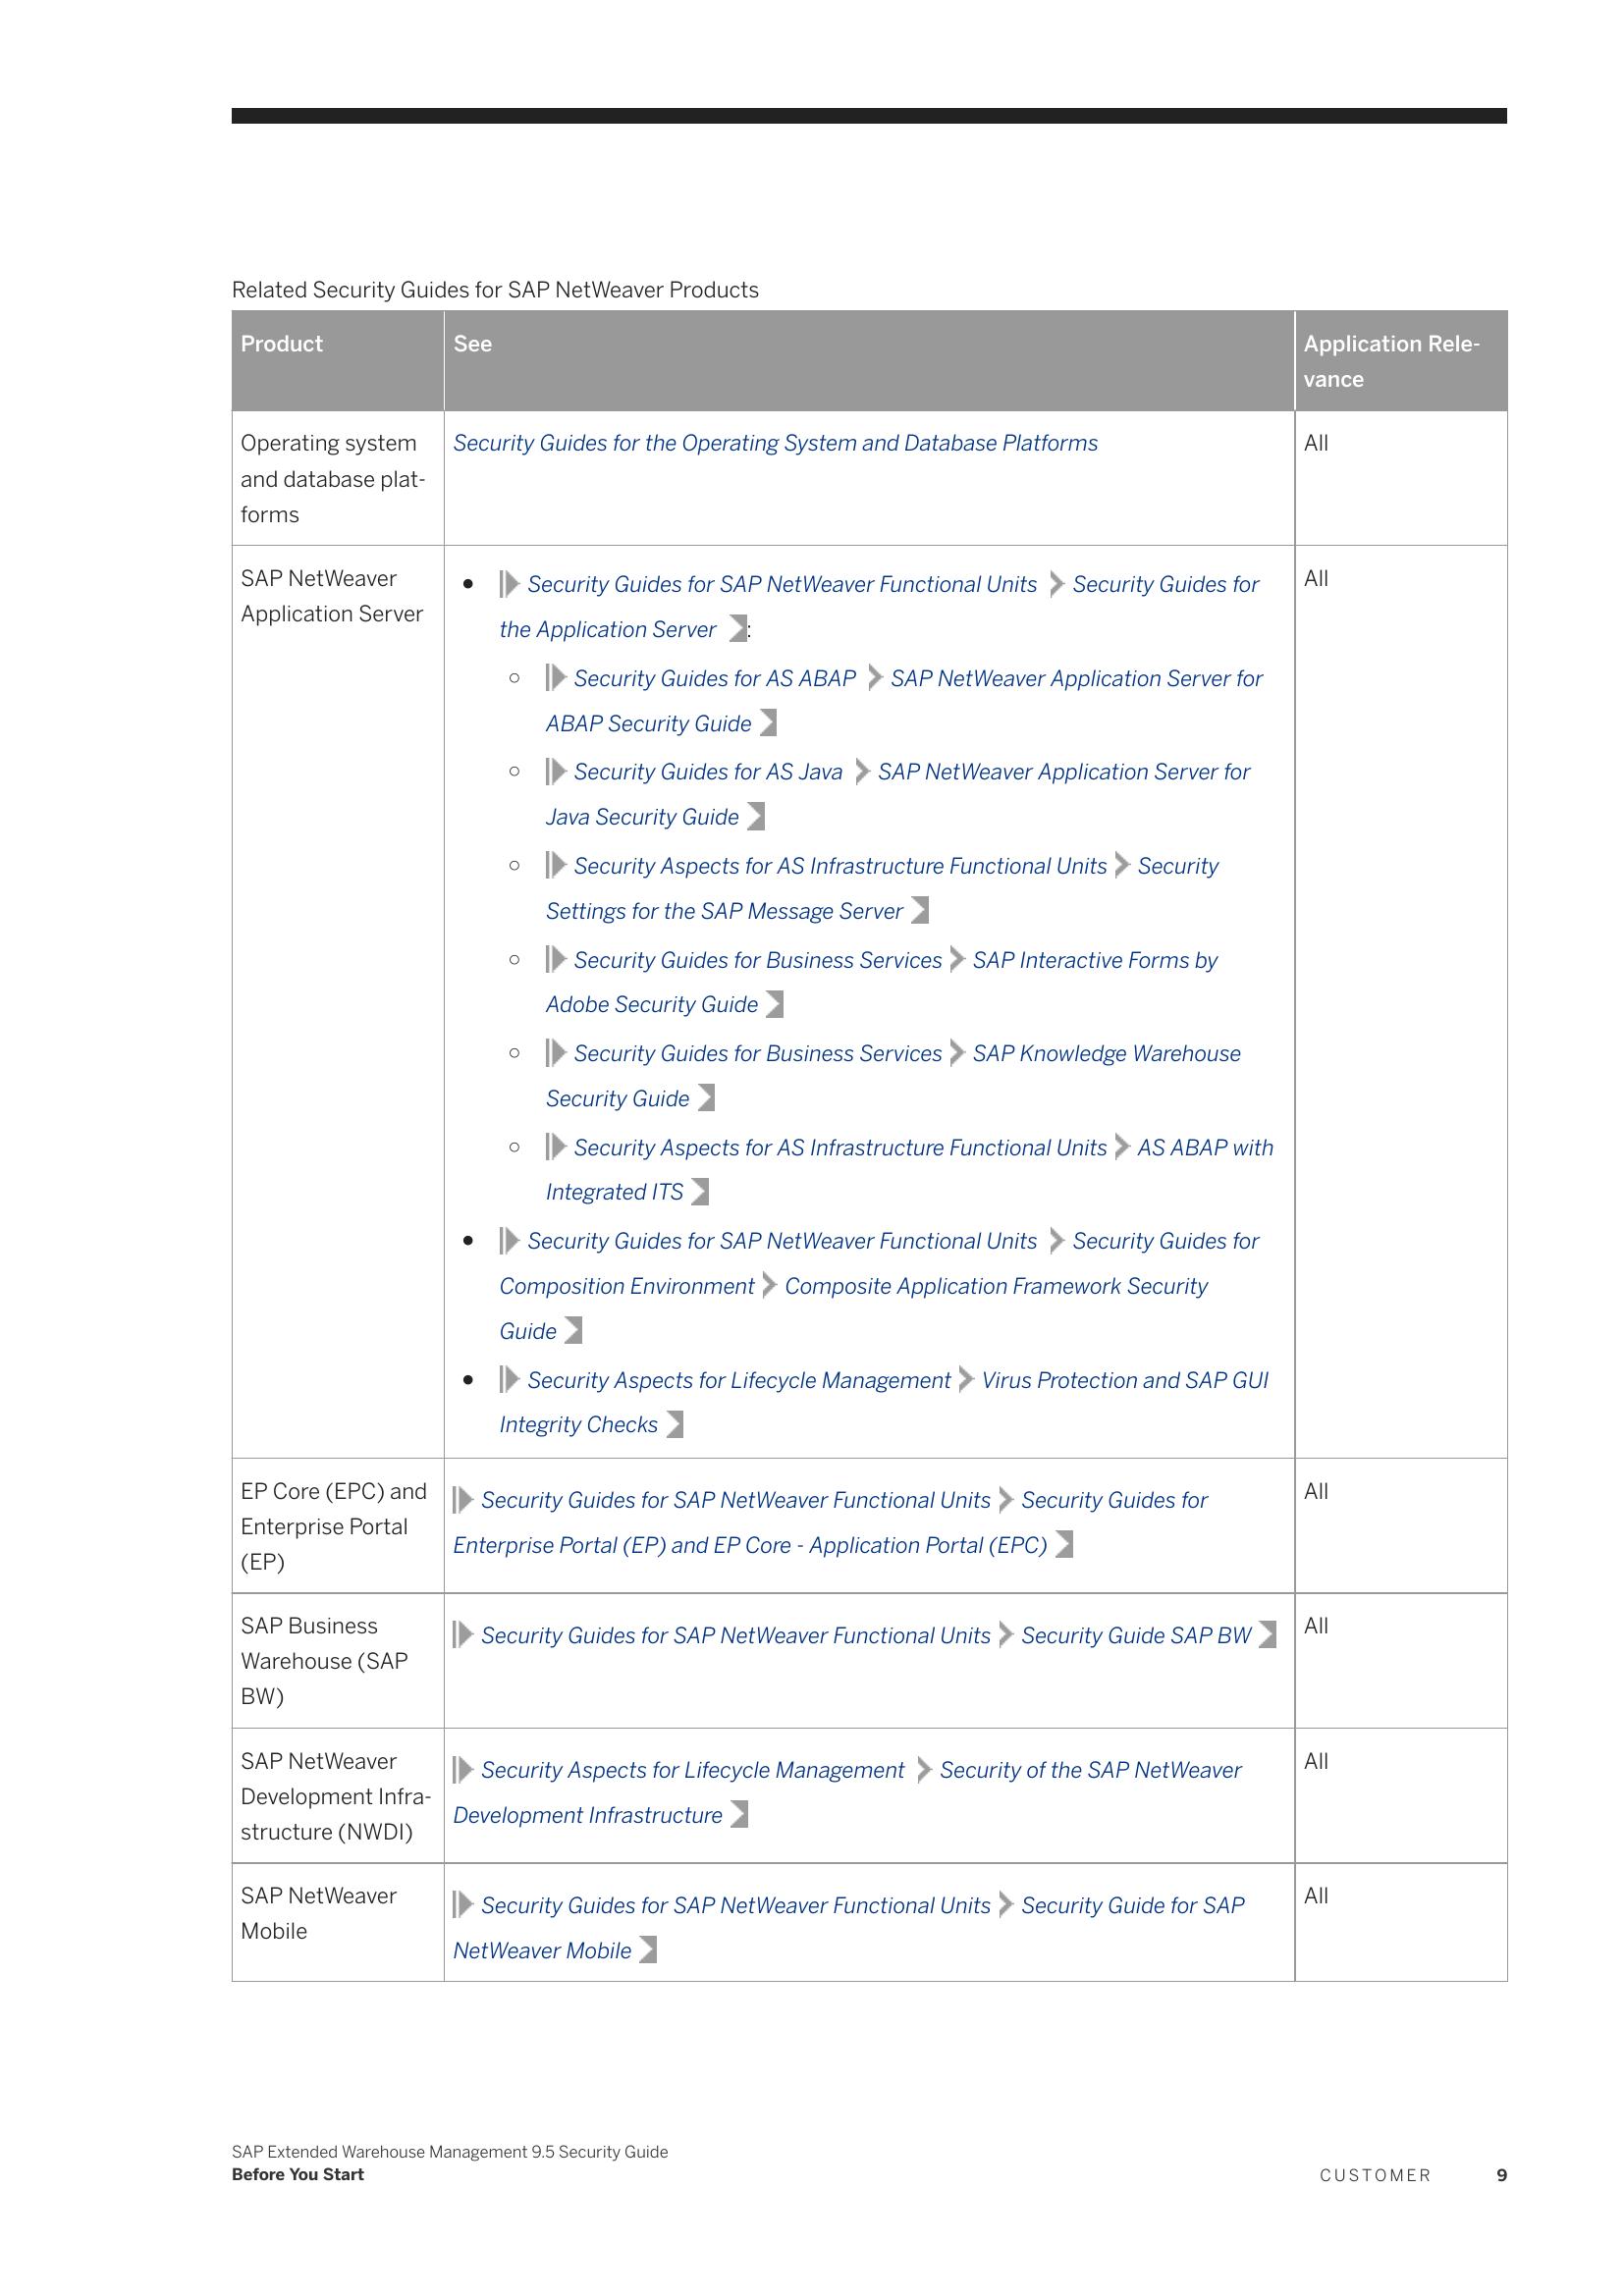 Related Security Guides for SAP NetWeaver Products
Product
See
Application Rele-
vance
Operating system
and database plat-
forms
Security Guides for the Operating System and Database Platforms
All
SAP NetWeaver
Application Server
Security Guides for SAP NetWeaver Functional Units Security Guides for
the Application Server :
Security Guides for AS ABAP SAP NetWeaver Application Server for
ABAP Security Guide
Security Guides for AS Java SAP NetWeaver Application Server for
Java Security Guide
Security Aspects for AS Infrastructure Functional Units Security
Settings for the SAP Message Server
Security Guides for Business Services SAP Interactive Forms by
Adobe Security Guide
Security Guides for Business Services SAP Knowledge Warehouse
Security Guide
Security Aspects for AS Infrastructure Functional Units AS ABAP with
Integrated ITS
Security Guides for SAP NetWeaver Functional Units Security Guides for
Composition Environment Composite Application Framework Security
Guide
Security Aspects for Lifecycle Management Virus Protection and SAP GUI
Integrity Checks
All
EP Core (EPC) and
Enterprise Portal
(EP)
Security Guides for SAP NetWeaver Functional Units Security Guides for
Enterprise Portal (EP) and EP Core - Application Portal (EPC)
All
SAP Business
Warehouse (SAP
BW)
Security Guides for SAP NetWeaver Functional Units Security Guide SAP BW
All
SAP NetWeaver
Development Infra-
structure (NWDI)
Security Aspects for Lifecycle Management Security of the SAP NetWeaver
Development Infrastructure
All
SAP NetWeaver
Mobile
Security Guides for SAP NetWeaver Functional Units Security Guide for SAP
NetWeaver Mobile
All
SAP Extended Warehouse Management 9.5 Security Guide
Before You Start
CUSTOMER 9